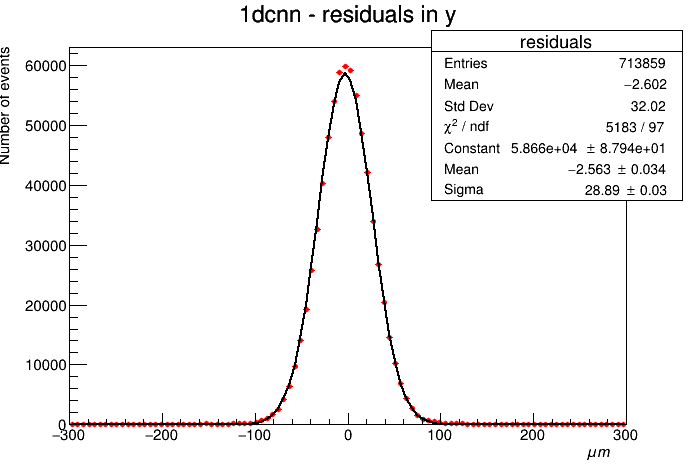 1dcnn - residuals in y
residuals
Entries 713859
Mean −2.602
Std Dev 32.02
χ² / ndf 5183 / 97
Constant 5.866e+04 ± 8.794e+01
Mean −2.563 ± 0.034
Sigma 28.89 ± 0.03
Number of events
60000
50000
40000
30000
20000
10000
0
−300 −200 −100 0 100 200 300
μm